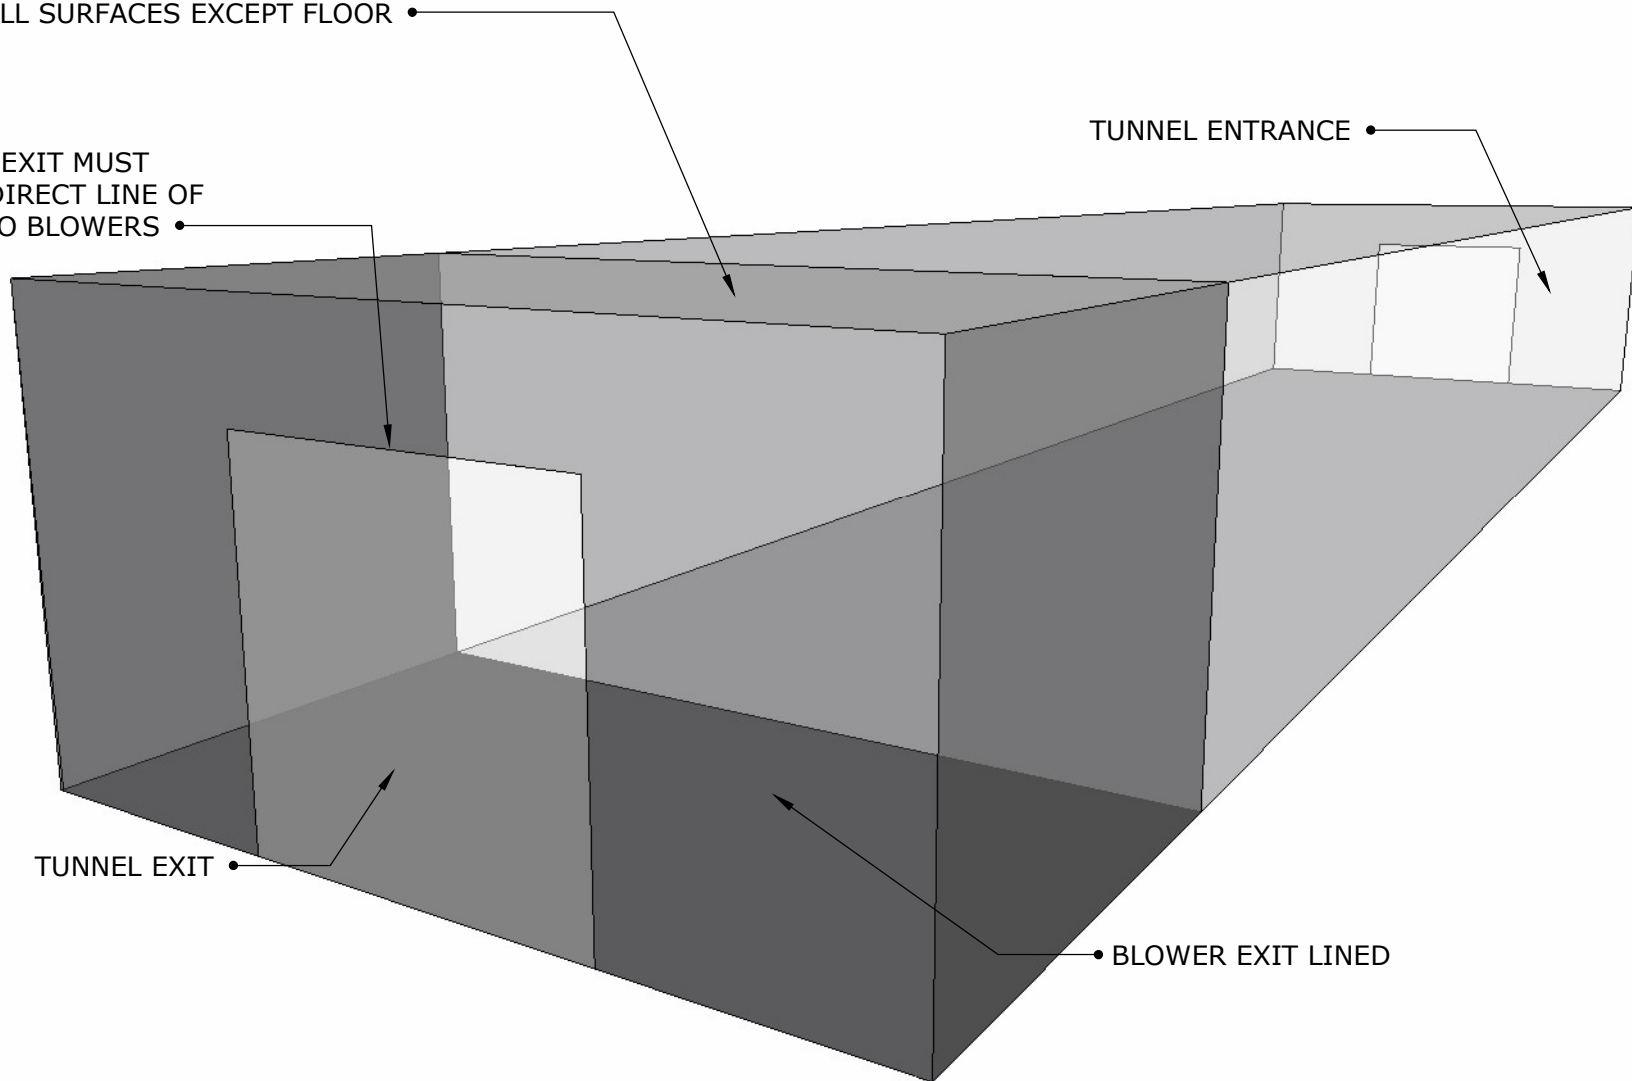 LL SURFACES EXCEPT FLOOR
TUNNEL ENTRANCE
EXIT MUST
DIRECT LINE OF
O BLOWERS
TUNNEL EXIT
BLOWER EXIT LINED